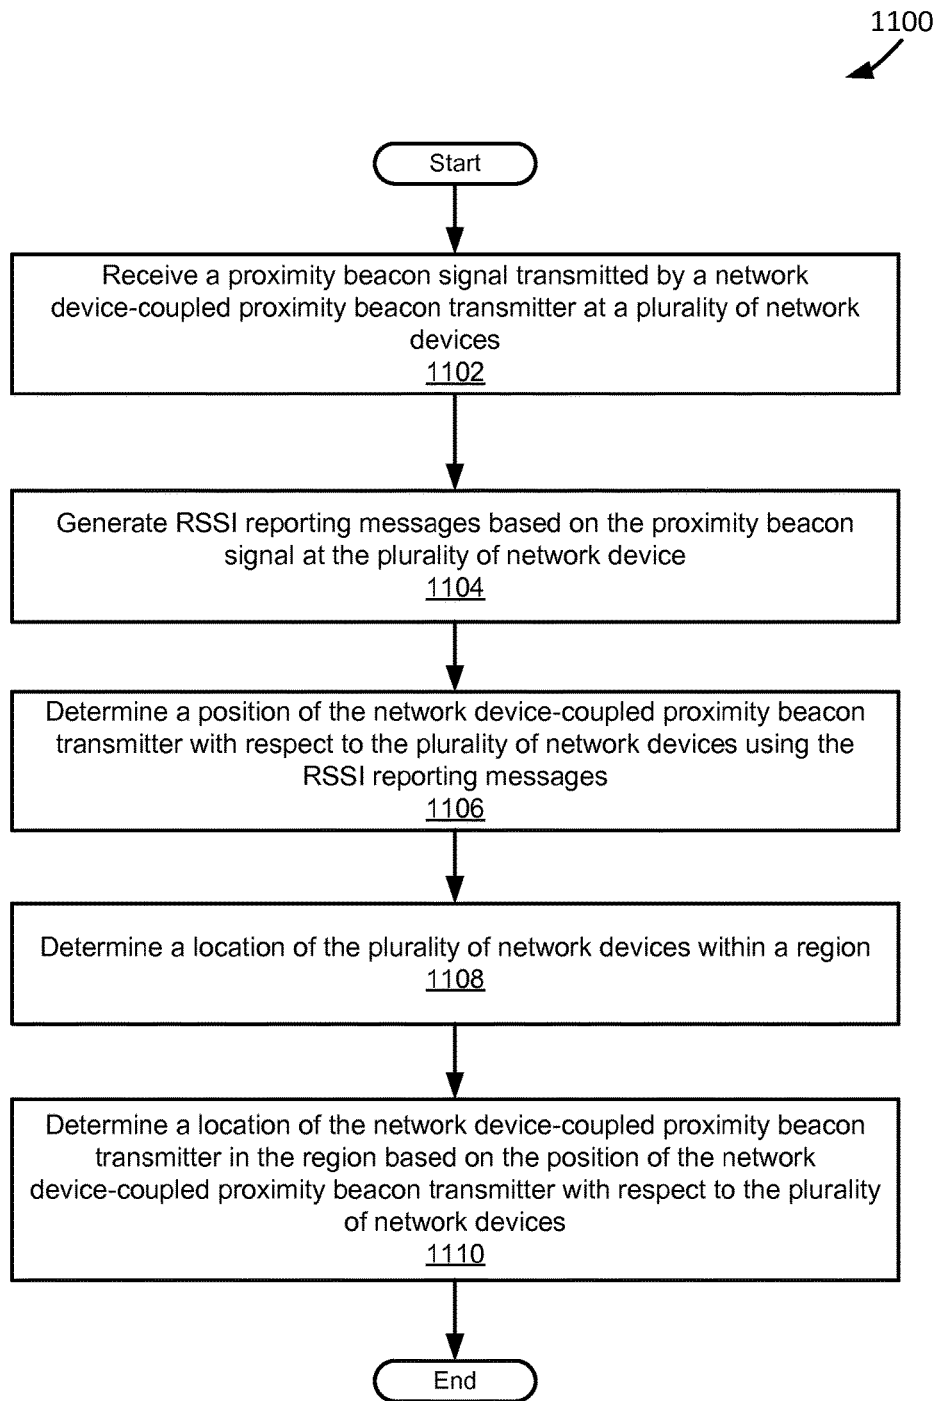 1100
Start
Receive a proximity beacon signal transmitted by a network
device-coupled proximity beacon transmitter at a plurality of network
devices
1102
Generate RSSI reporting messages based on the proximity beacon
signal at the plurality of network device
1104
Determine a position of the network device-coupled proximity beacon
transmitter with respect to the plurality of network devices using the
RSSI reporting messages
1106
Determine a location of the plurality of network devices within a region
1108
Determine a location of the network device-coupled proximity beacon
transmitter in the region based on the position of the network
device-coupled proximity beacon transmitter with respect to the plurality
of network devices
1110
End